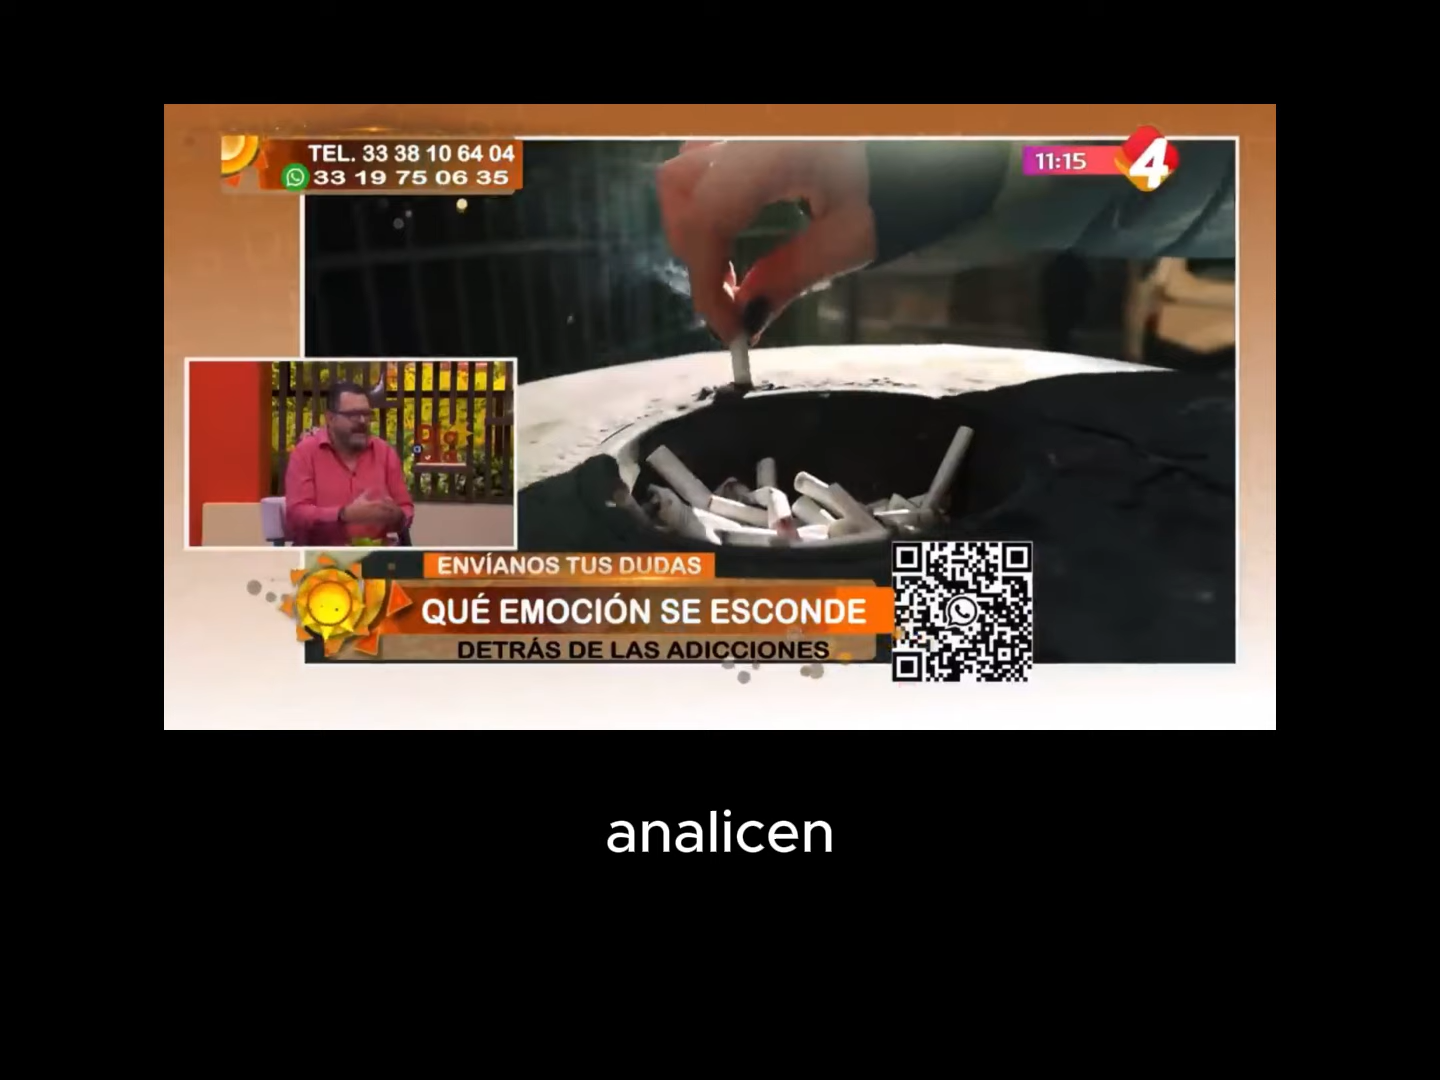 TEL. 33 38 10 64 04
33 19 75 06 35
11:15
4
ENVÍANOS TUS DUDAS
QUÉ EMOCIÓN SE ESCONDE
DETRÁS DE LAS ADICCIONES
analicen